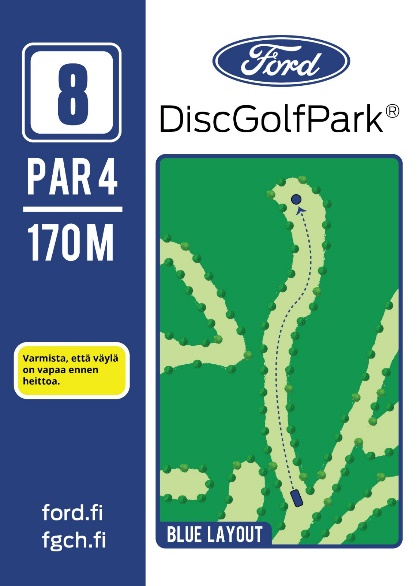 8
PAR 4
170 M
Varmista, että väylä
on vapaa ennen
heittoa.
ford.fi
fgch.fi
Ford
DiscGolfPark®
BLUE LAYOUT